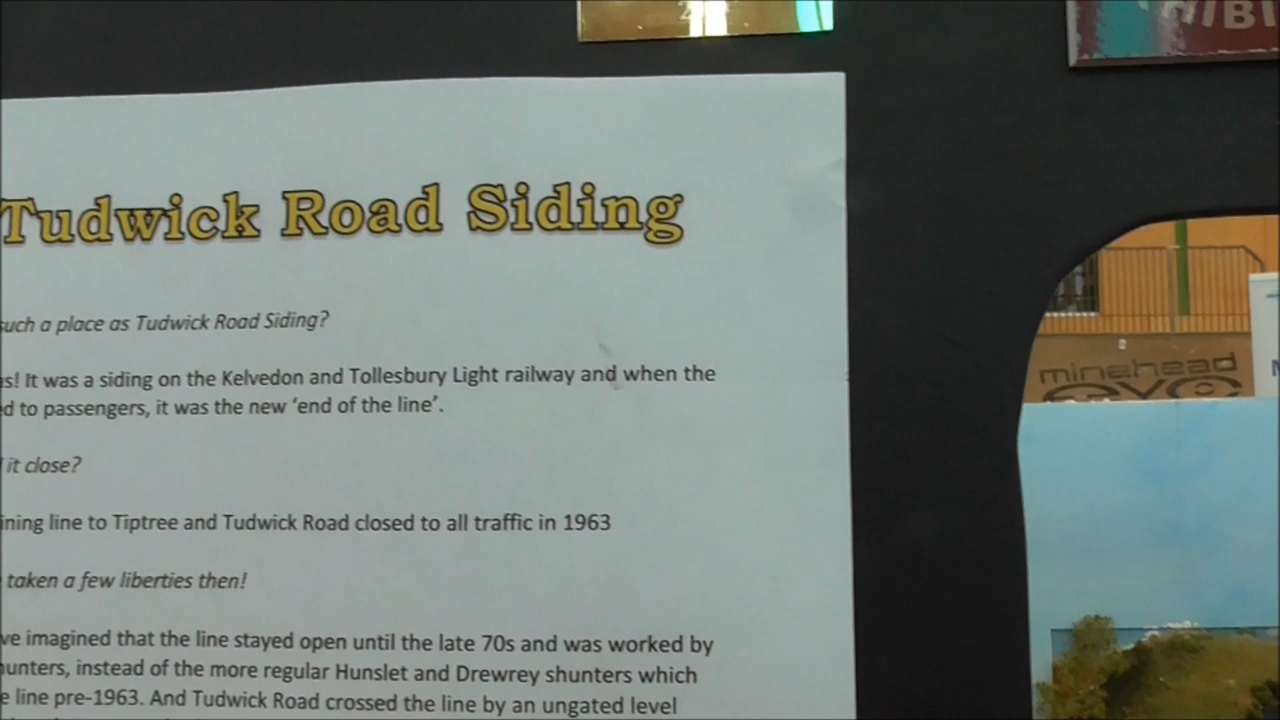 HIBI
Tudwick Road Siding
such a place as Tudwick Road Siding?
as! It was a siding on the Kelvedon and Tollesbury Light railway and when the
ed to passengers, it was the new 'end of the line'.
it close?
ining line to Tiptree and Tudwick Road closed to all traffic in 1963
taken a few liberties then!
ve imagined that the line stayed open until the late 70s and was worked by
hunters, instead of the more regular Hunslet and Drewrey shunters which
e line pre-1963. And Tudwick Road crossed the line by an ungated level
minehead
eye